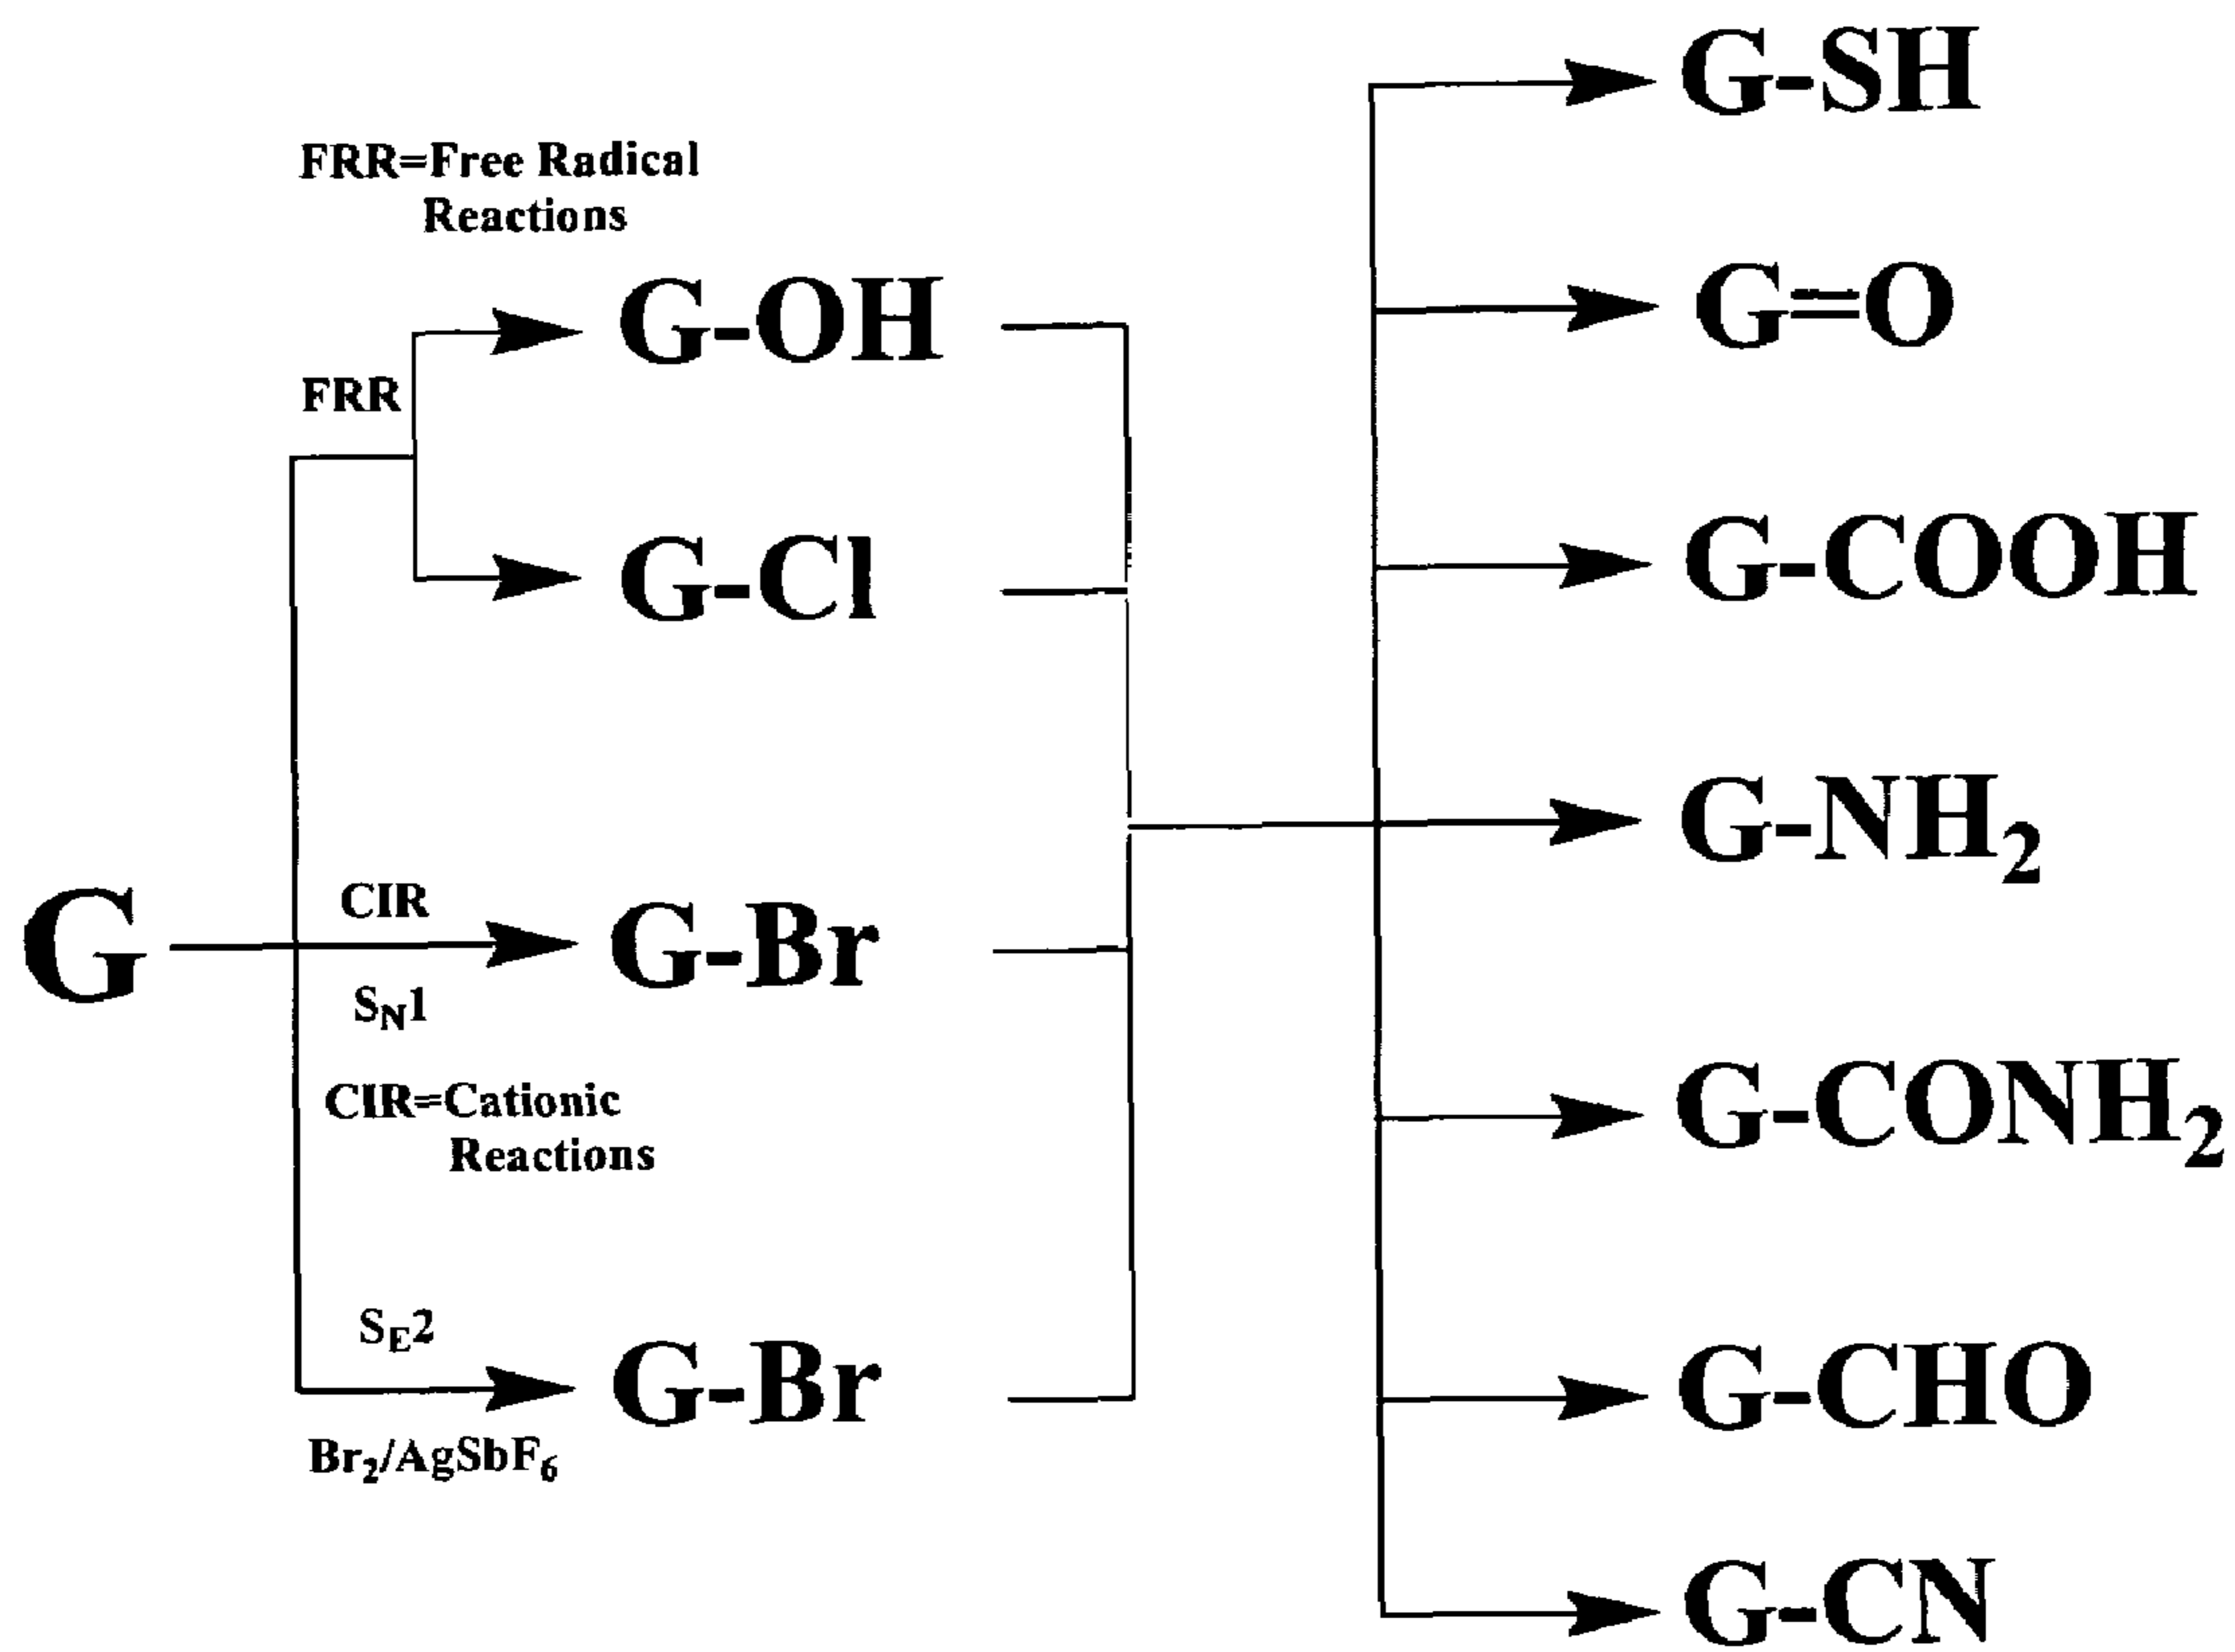 FRR=Free Radical
Reactions
FRR
G-OH
G-Cl
G
CIR
SN1
G-Br
CIR=Cationic
Reactions
SE2
Br2/AgSbF6
G-Br
G-SH
G=O
G-COOH
G-NH2
G-CONH2
G-CHO
G-CN